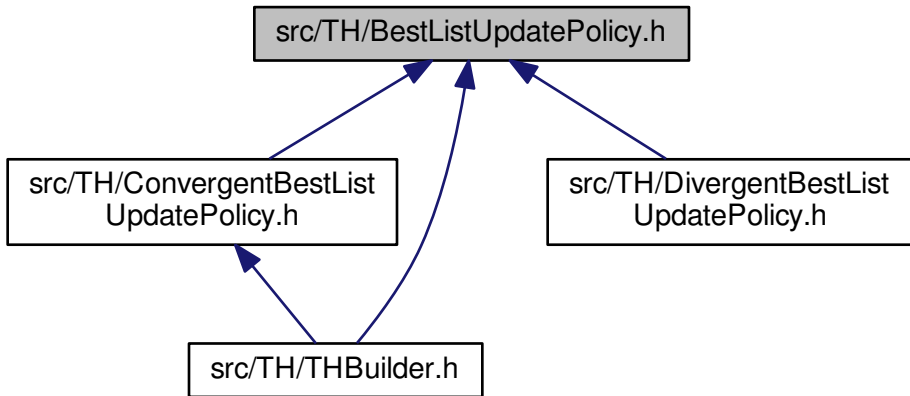 src/TH/BestListUpdatePolicy.h
src/TH/ConvergentBestList
UpdatePolicy.h
src/TH/DivergentBestList
UpdatePolicy.h
src/TH/THBuilder.h